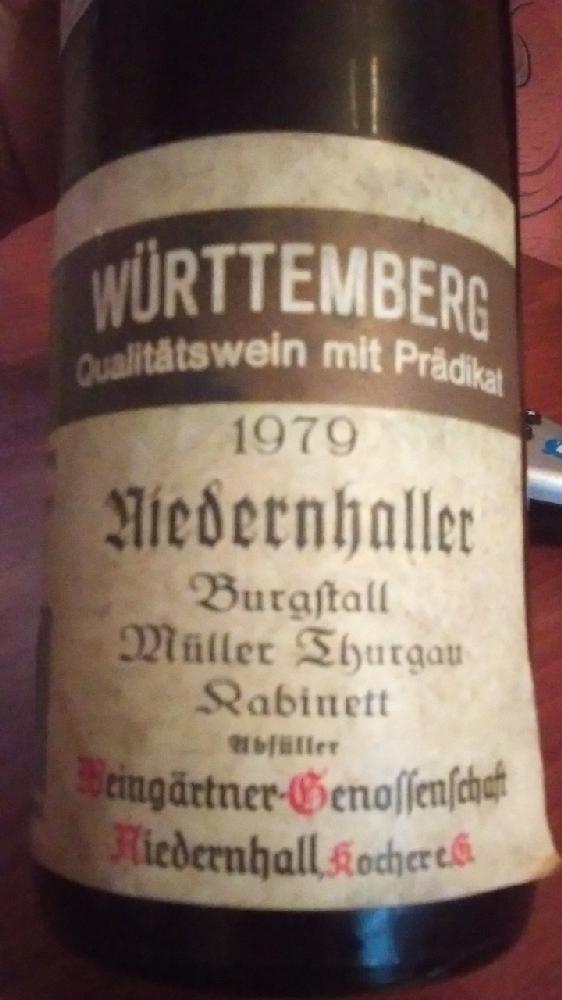 WÜRTTEMBERG
Qualitätswein mit Prädikat
1979
Niedernhaller
Burgſtall
Müller Thurgau
Kabinett
Abfüller
Weingärtner-Genoſſenſchaft
Niedernhall, Kocher e.G.